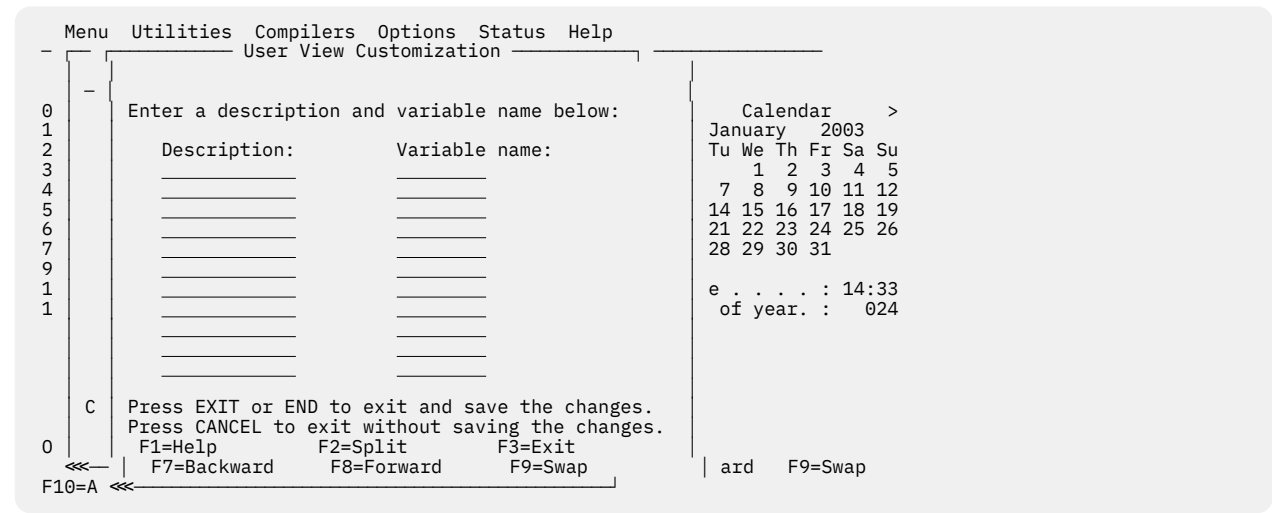 Menu Utilities Compilers Options Status Help
User View Customization
0 Enter a description and variable name below: Calendar >
1 January 2003
2 Description: Variable name: Tu We Th Fr Sa Su
3 1 2 3 4 5
4 7 8 9 10 11 12
5 14 15 16 17 18 19
6 21 22 23 24 25 26
7 28 29 30 31
9
1 e . . . . : 14:33
1 of year. : 024
C Press EXIT or END to exit and save the changes.
Press CANCEL to exit without saving the changes.
O F1=Help F2=Split F3=Exit
<<<— | F7=Backward F8=Forward F9=Swap | ard F9=Swap
F10=A <<<